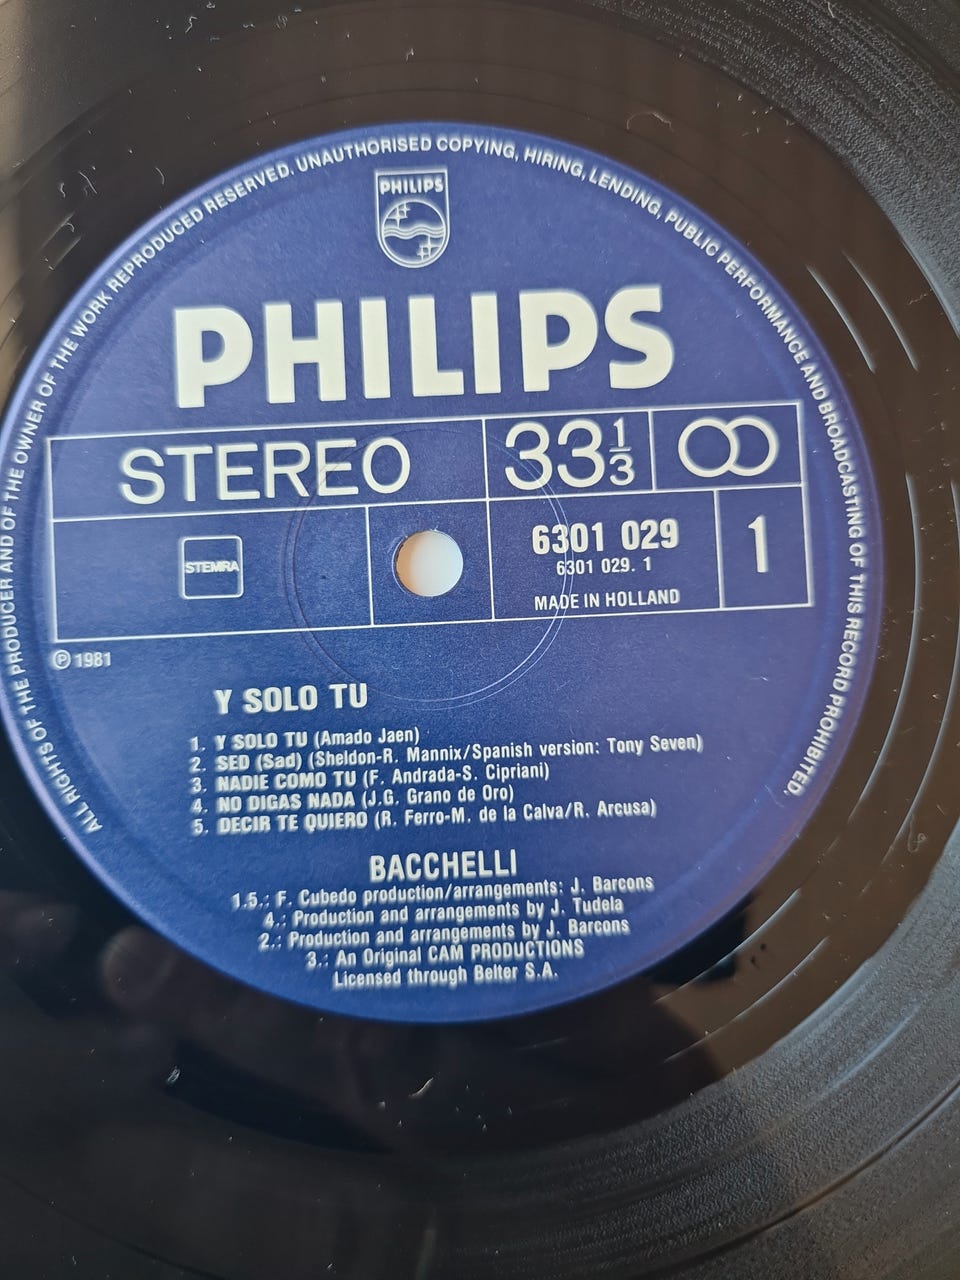 ALL RIGHTS OF THE PRODUCER AND OF THE OWNER OF THE WORK REPRODUCED RESERVED. UNAUTHORISED COPYING, HIRING, LENDING, PUBLIC PERFORMANCE AND BROADCASTING OF THIS RECORD PROHIBITED.
PHILIPS
PHILIPS
STEREO 33 1/3
STEMRA
6301 029
6301 029. 1
MADE IN HOLLAND
1
℗ 1981
Y SOLO TU
1. Y SOLO TU (Amado Jaen)
2. SED (Sad) (Sheldon-R. Mannix/Spanish version: Tony Seven)
3. NADIE COMO TU (F. Andrada-S. Cipriani)
4. NO DIGAS NADA (J.G. Grano de Oro)
5. DECIR TE QUIERO (R. Ferro-M. de la Calva/R. Arcusa)
BACCHELLI
1.5.: F. Cubedo production/arrangements: J. Barcons
4.: Production and arrangements by J. Tudela
2.: Production and arrangements by J. Barcons
3.: An Original CAM PRODUCTIONS
Licensed through Belter S.A.